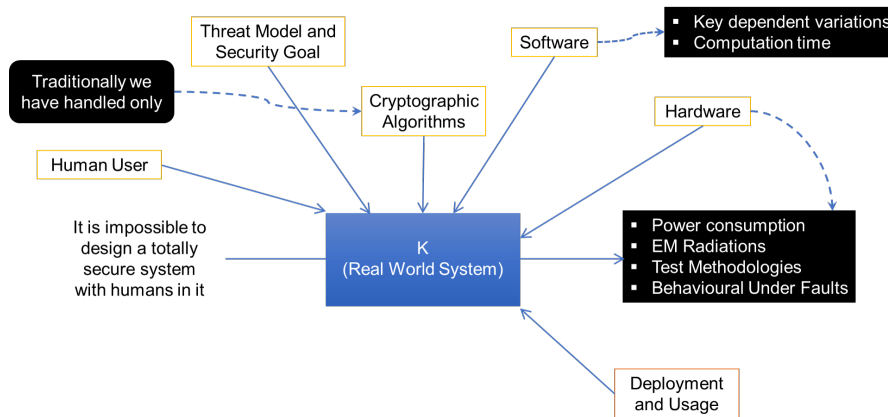 Threat Model and
Security Goal
Software
▪ Key dependent variations
▪ Computation time
Traditionally we
have handled only
Cryptographic
Algorithms
Hardware
Human User
It is impossible to
design a totally
secure system
with humans in it
K
(Real World System)
▪ Power consumption
▪ EM Radiations
▪ Test Methodologies
▪ Behavioural Under Faults
Deployment
and Usage